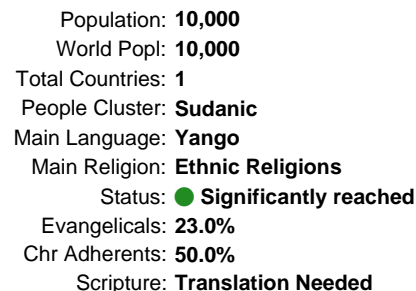 Population: 10,000
World Popl: 10,000
Total Countries: 1
People Cluster: Sudanic
Main Language: Yango
Main Religion: Ethnic Religions
Status: Significantly reached
Evangelicals: 23.0%
Chr Adherents: 50.0%
Scripture: Translation Needed